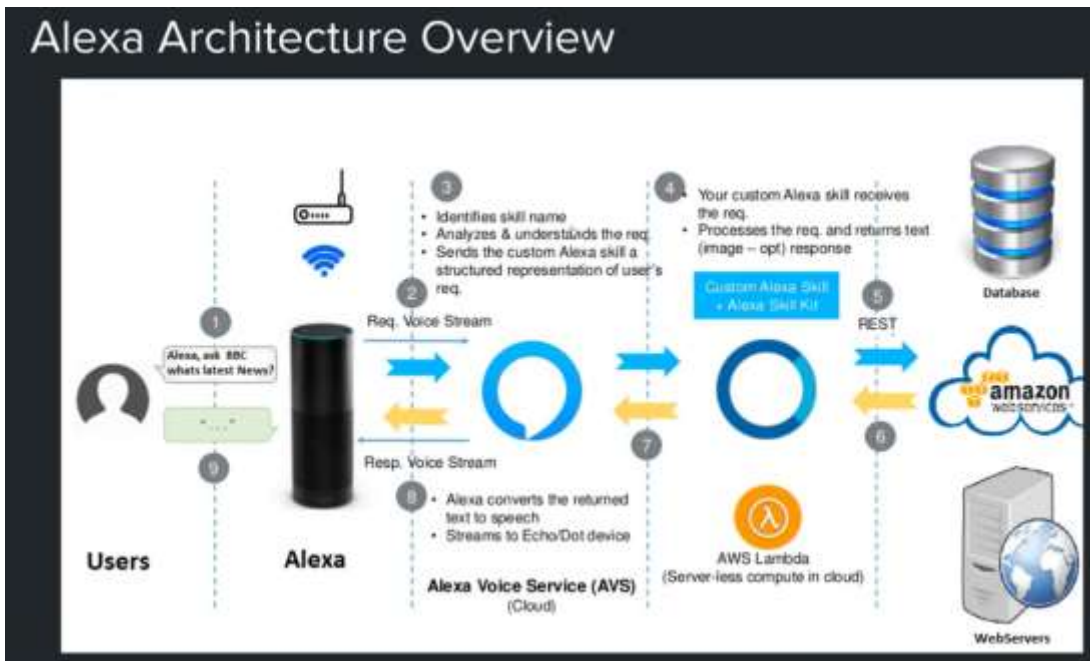 Alexa Architecture Overview
3
• Identifies skill name
• Analyzes & understands the req.
• Sends the custom Alexa skill a
structured representation of user's
req.
4
• Your custom Alexa skill receives
the req.
• Processes the req. and returns text
(image – opt) response
Custom Alexa Skill
+ Alexa Skill Kit
Database
1
Alexa, ask BBC
whats latest News?
2
Req. Voice Stream
5
REST
amazon
webservices™
" . . . "
9
Resp. Voice Stream
7
6
8
• Alexa converts the returned
text to speech
• Streams to Echo/Dot device
λ
AWS Lambda
(Server-less compute in cloud)
Users
Alexa
Alexa Voice Service (AVS)
(Cloud)
WebServers